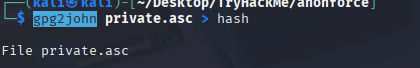 (kali㉿kali)-[~/Desktop/TryHackMe/anonforce]
$ gpg2john private.asc > hash
File private.asc